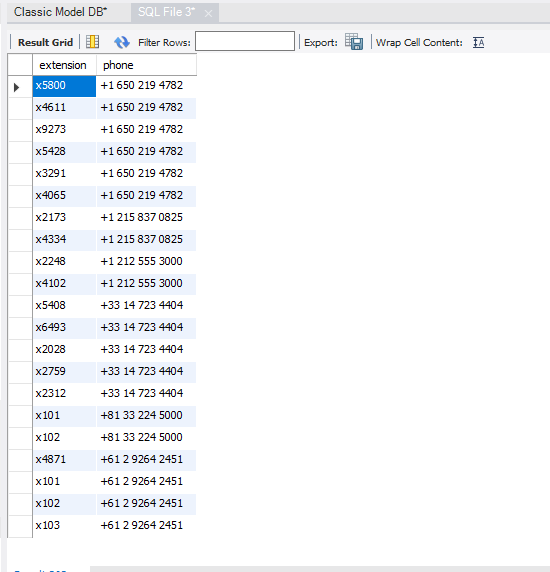 Classic Model DB* SQL File 3*
Result Grid Filter Rows: Export: Wrap Cell Content:
extension phone
x5800 +1 650 219 4782
x4611 +1 650 219 4782
x9273 +1 650 219 4782
x5428 +1 650 219 4782
x3291 +1 650 219 4782
x4065 +1 650 219 4782
x2173 +1 215 837 0825
x4334 +1 215 837 0825
x2248 +1 212 555 3000
x4102 +1 212 555 3000
x5408 +33 14 723 4404
x6493 +33 14 723 4404
x2028 +33 14 723 4404
x2759 +33 14 723 4404
x2312 +33 14 723 4404
x101 +81 33 224 5000
x102 +81 33 224 5000
x4871 +61 2 9264 2451
x101 +61 2 9264 2451
x102 +61 2 9264 2451
x103 +61 2 9264 2451